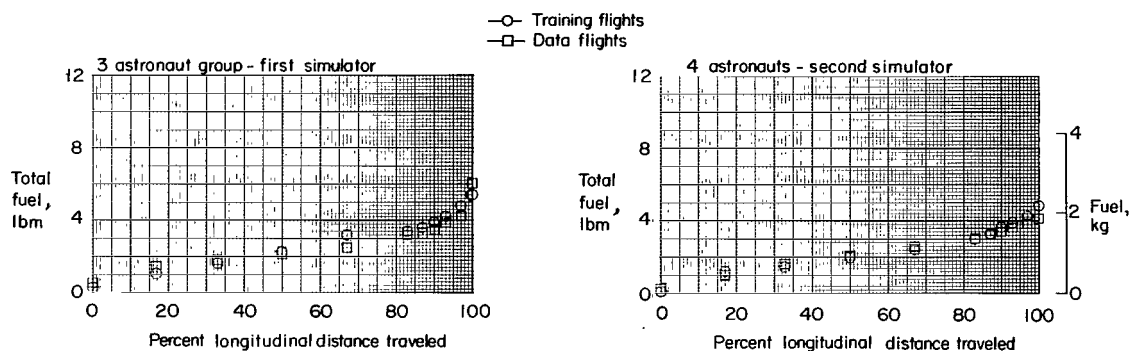 Training flights
Data flights
3 astronaut group - first simulator
12
8
Total
fuel,
lbm
4
0
0 20 40 60 80 100
Percent longitudinal distance traveled
4 astronauts - second simulator
12
8
Total
fuel,
lbm
4
0
0 20 40 60 80 100
Percent longitudinal distance traveled
4
2
Fuel,
kg
0